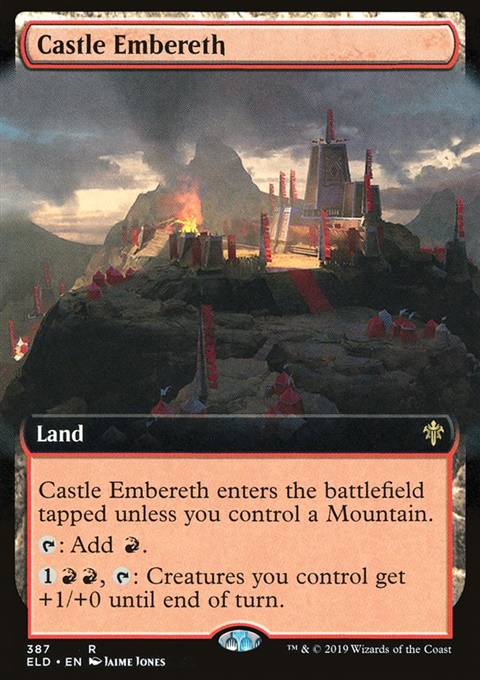 Castle Embereth
Land
Castle Embereth enters the battlefield
tapped unless you control a Mountain.
: Add .
1, : Creatures you control get
+1/+0 until end of turn.
387 R
ELD • EN Jaime Jones
™ & © 2019 Wizards of the Coast